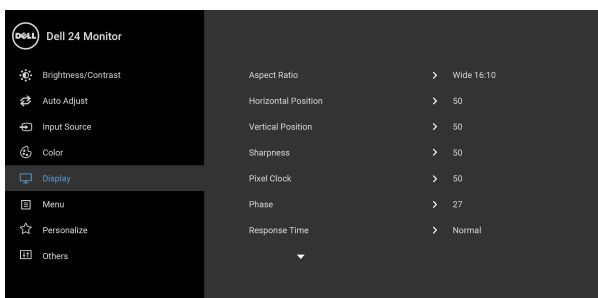 DELL Dell 24 Monitor
Brightness/Contrast
Auto Adjust
Input Source
Color
Display
Menu
Personalize
Others
Aspect Ratio Wide 16:10
Horizontal Position 50
Vertical Position 50
Sharpness 50
Pixel Clock 50
Phase 27
Response Time Normal